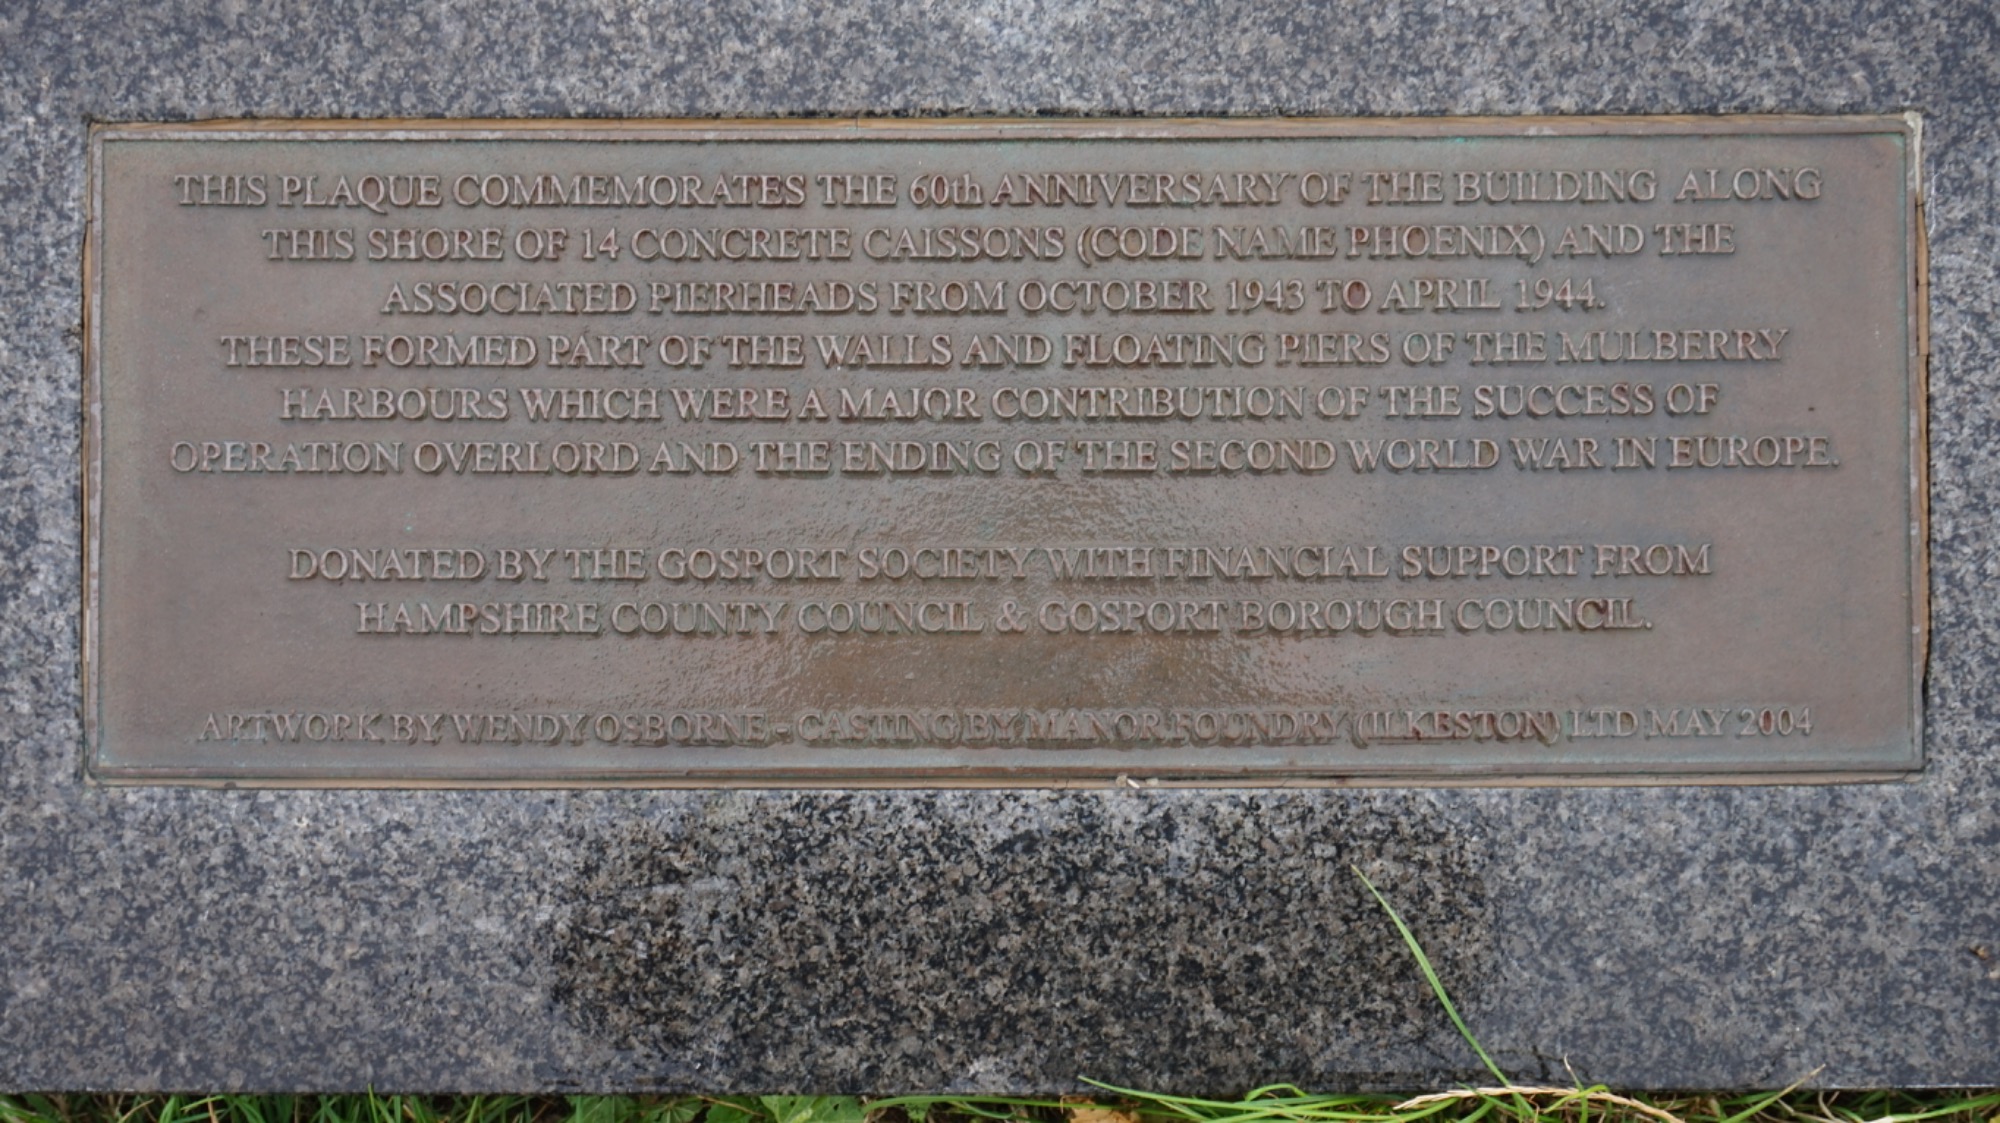 THIS PLAQUE COMMEMORATES THE 60th ANNIVERSARY OF THE BUILDING ALONG
THIS SHORE OF 14 CONCRETE CAISSONS (CODE NAME PHOENIX) AND THE
ASSOCIATED PIERHEADS FROM OCTOBER 1943 TO APRIL 1944.
THESE FORMED PART OF THE WALLS AND FLOATING PIERS OF THE MULBERRY
HARBOURS WHICH WERE A MAJOR CONTRIBUTION OF THE SUCCESS OF
OPERATION OVERLORD AND THE ENDING OF THE SECOND WORLD WAR IN EUROPE.
DONATED BY THE GOSPORT SOCIETY WITH FINANCIAL SUPPORT FROM
HAMPSHIRE COUNTY COUNCIL & GOSPORT BOROUGH COUNCIL.
ARTWORK BY WENDY OSBORNE - CASTING BY MANOR FOUNDRY (ILKESTON) LTD MAY 2004